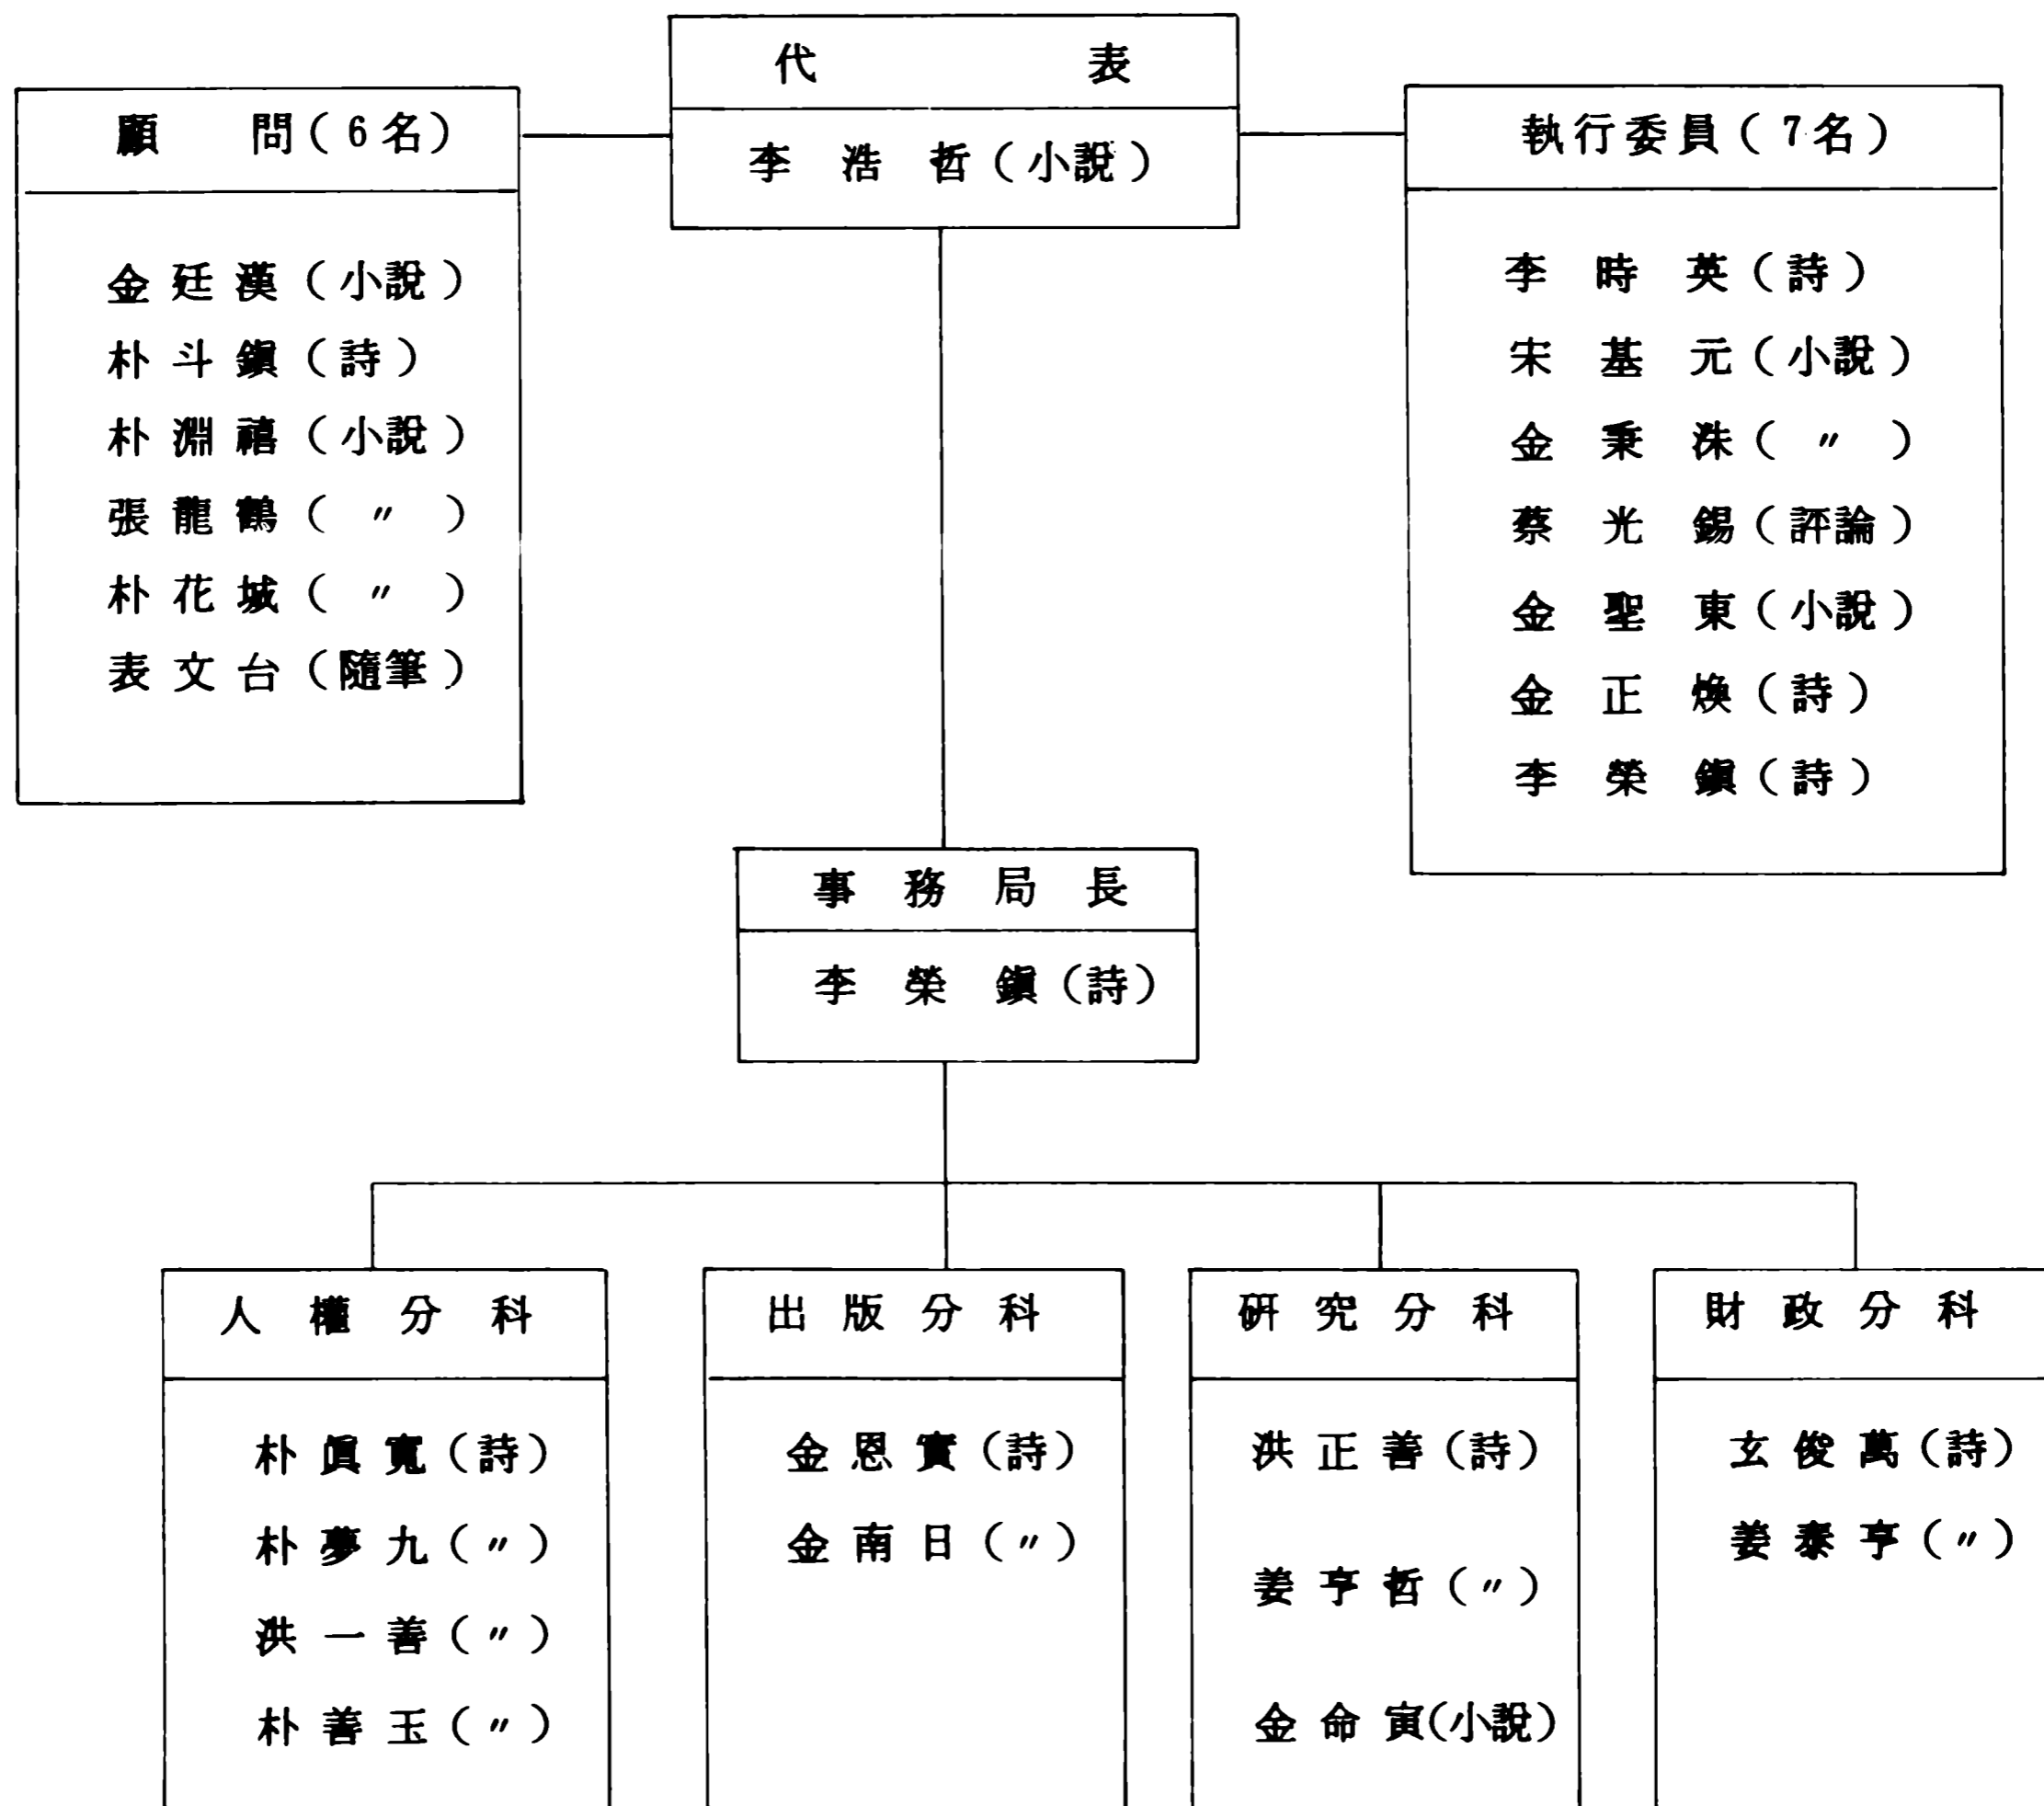 代表
李浩哲(小說)
顧問(6名)
金廷漢(小說)
朴斗鎭(詩)
朴淵禧(小說)
張龍鶴( 〃 )
朴花城( 〃 )
表文台(隨筆)
執行委員(7名)
李時英(詩)
宋基元(小說)
金秉洙( 〃 )
蔡光錫(評論)
金聖東(小說)
金正煥(詩)
李榮鎭(詩)
事務局長
李榮鎭(詩)
人權分科
朴眞寬(詩)
朴夢九(〃)
洪一善(〃)
朴善玉(〃)
出版分科
金恩實(詩)
金南日(〃)
硏究分科
洪正善(詩)
姜亨哲(〃)
金命寅(小說)
財政分科
玄俊萬(詩)
姜泰亨(〃)